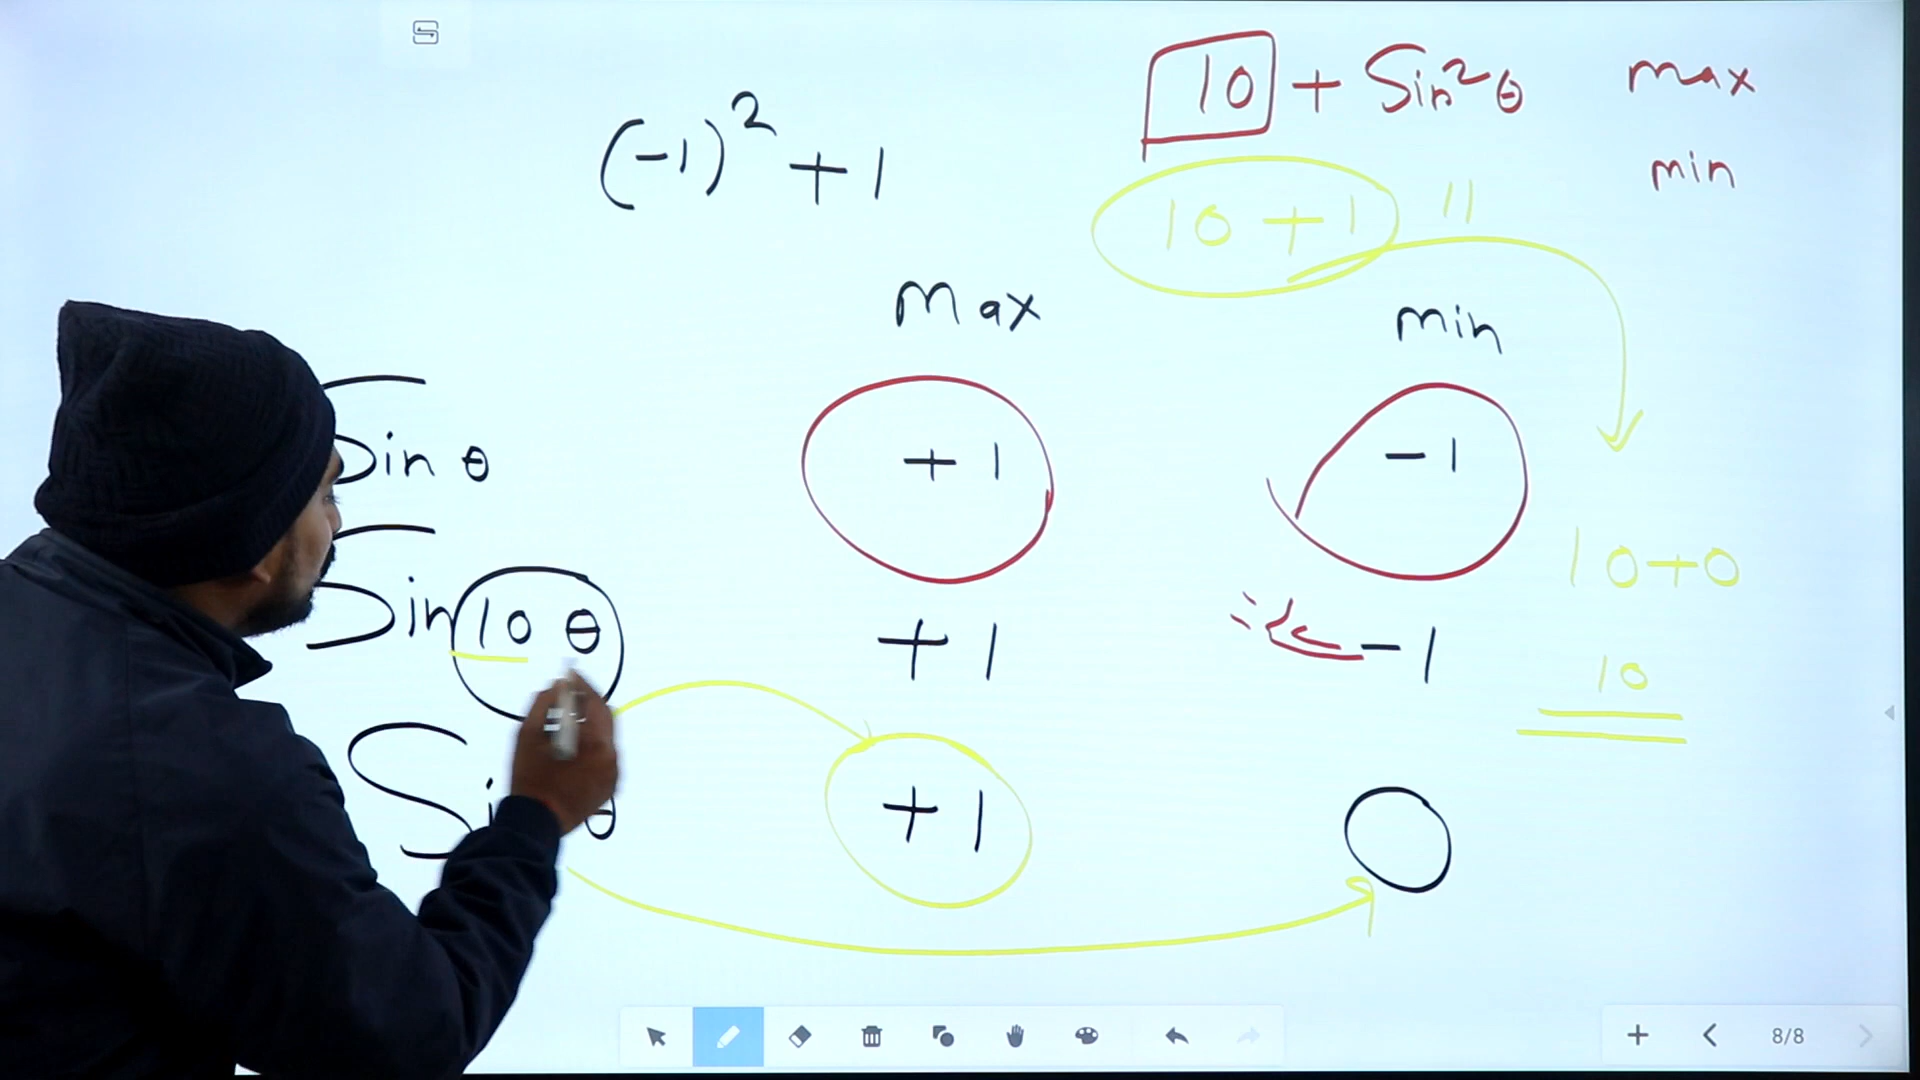 10 + Sin²θ max
(-1)² + 1
min
10 + 1 11
max min
Sin θ + 1 - 1
10+0
Sin 10 θ + 1 - 1
10
θ + 1 0
8/8